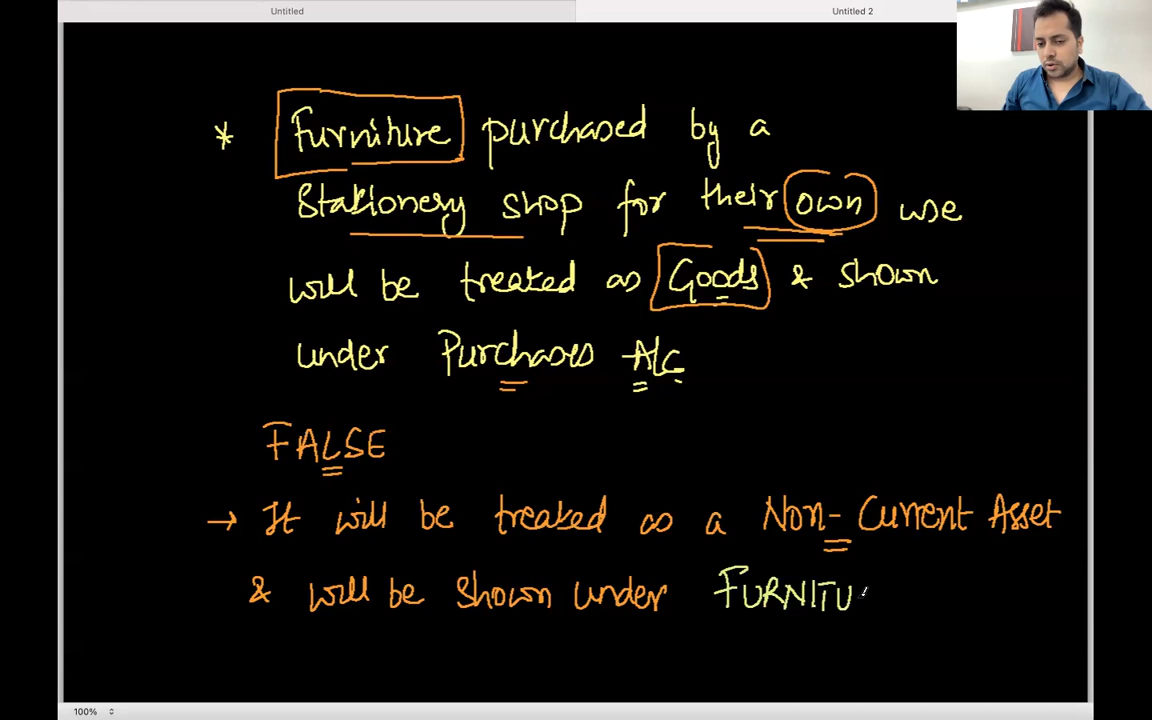 Untitled
Untitled 2
* Furniture purchased by a
Stationery shop for their own use
will be treated as Goods & shown
under Purchases A/C
FALSE
→ It will be treated as a Non-Current Asset
& will be shown under FURNITU
100%